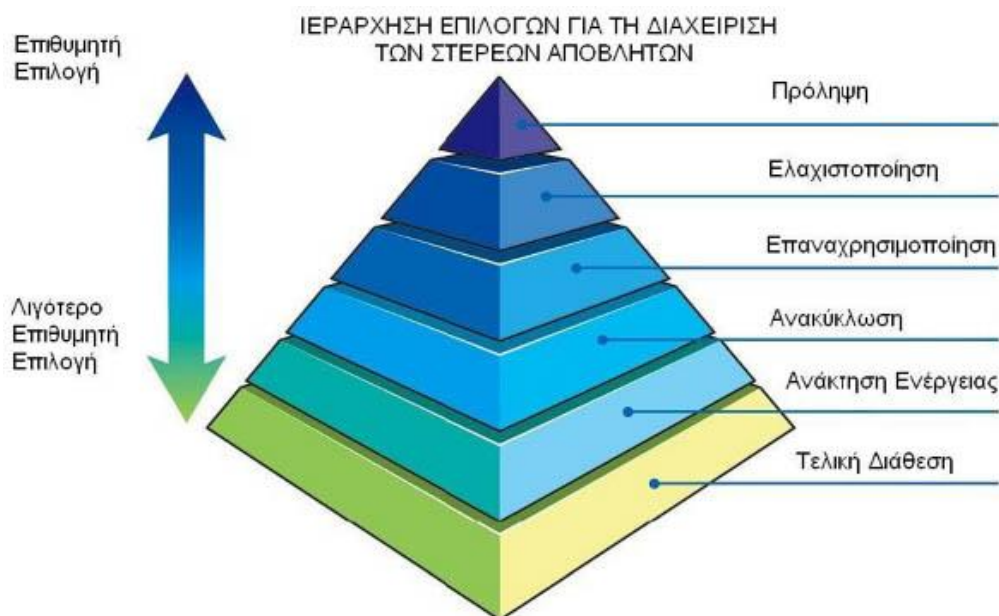 ΙΕΡΑΡΧΗΣΗ ΕΠΙΛΟΓΩΝ ΓΙΑ ΤΗ ΔΙΑΧΕΙΡΙΣΗ
ΤΩΝ ΣΤΕΡΕΩΝ ΑΠΟΒΛΗΤΩΝ
Επιθυμητή
Επιλογή
Πρόληψη
Ελαχιστοποίηση
Επαναχρησιμοποίηση
Λιγότερο
Επιθυμητή
Επιλογή
Ανακύκλωση
Ανάκτηση Ενέργειας
Τελική Διάθεση